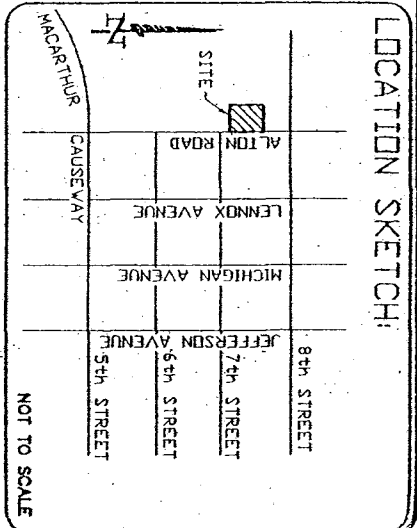 LOCATION SKETCH:
8th STREET
7th STREET
6th STREET
5th STREET
SITE
ALTON ROAD
LENNOX AVENUE
MICHIGAN AVENUE
JEFFERSON AVENUE
MACARTHUR
CAUSEWAY
N
NOT TO SCALE